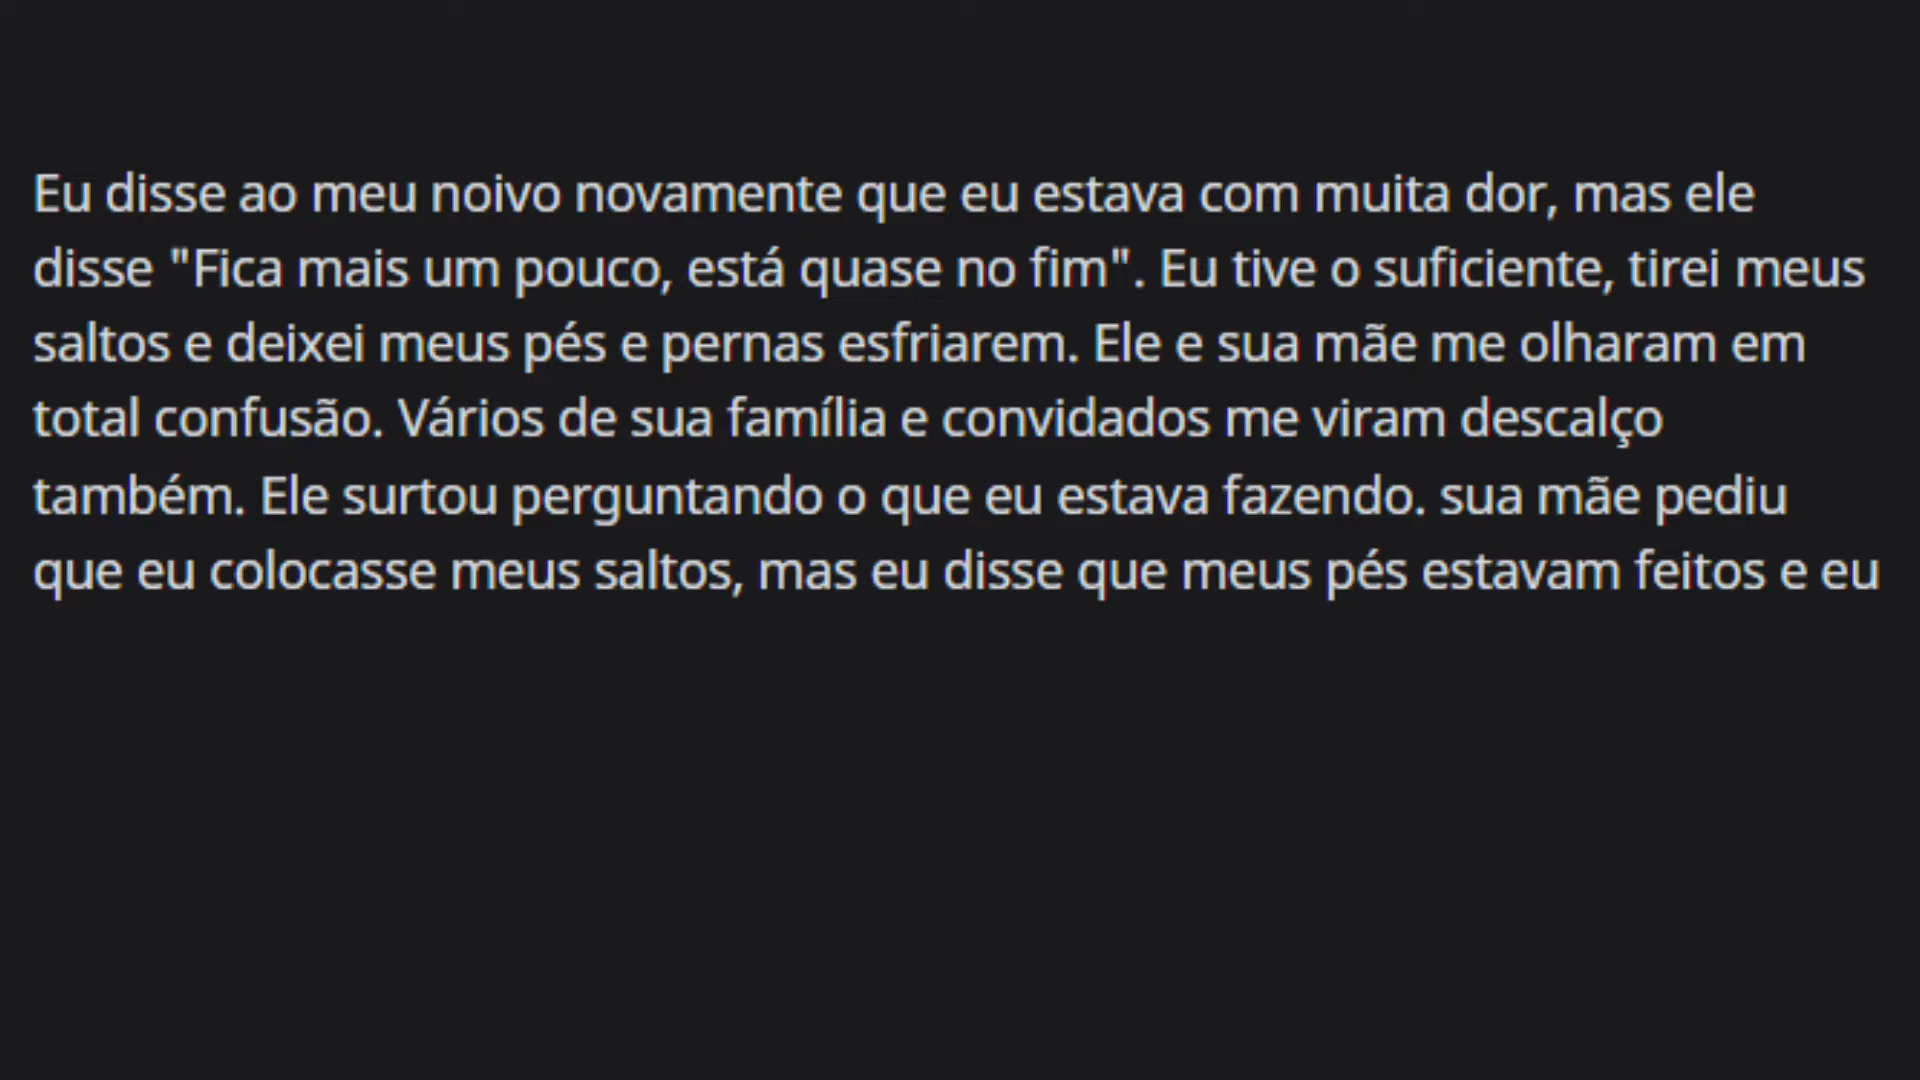 Eu disse ao meu noivo novamente que eu estava com muita dor, mas ele
disse "Fica mais um pouco, está quase no fim". Eu tive o suficiente, tirei meus
saltos e deixei meus pés e pernas esfriarem. Ele e sua mãe me olharam em
total confusão. Vários de sua família e convidados me viram descalço
também. Ele surtou perguntando o que eu estava fazendo. sua mãe pediu
que eu colocasse meus saltos, mas eu disse que meus pés estavam feitos e eu